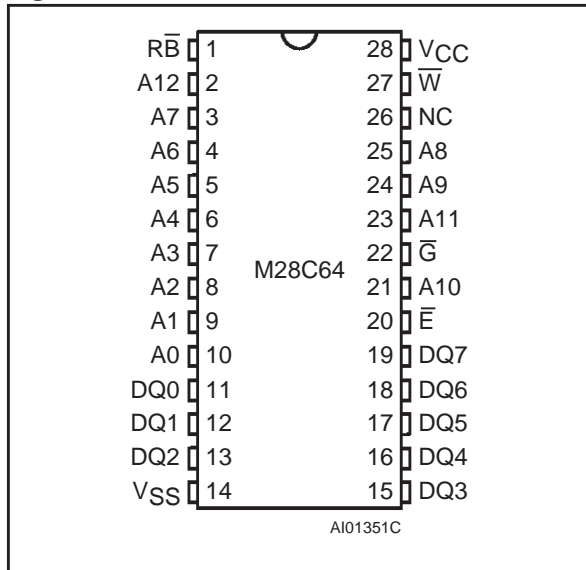 RB̅ 1 28 VCC
A12 2 27 W̅
A7 3 26 NC
A6 4 25 A8
A5 5 24 A9
A4 6 23 A11
A3 7 22 G̅
M28C64
A2 8 21 A10
A1 9 20 E̅
A0 10 19 DQ7
DQ0 11 18 DQ6
DQ1 12 17 DQ5
DQ2 13 16 DQ4
VSS 14 15 DQ3
AI01351C